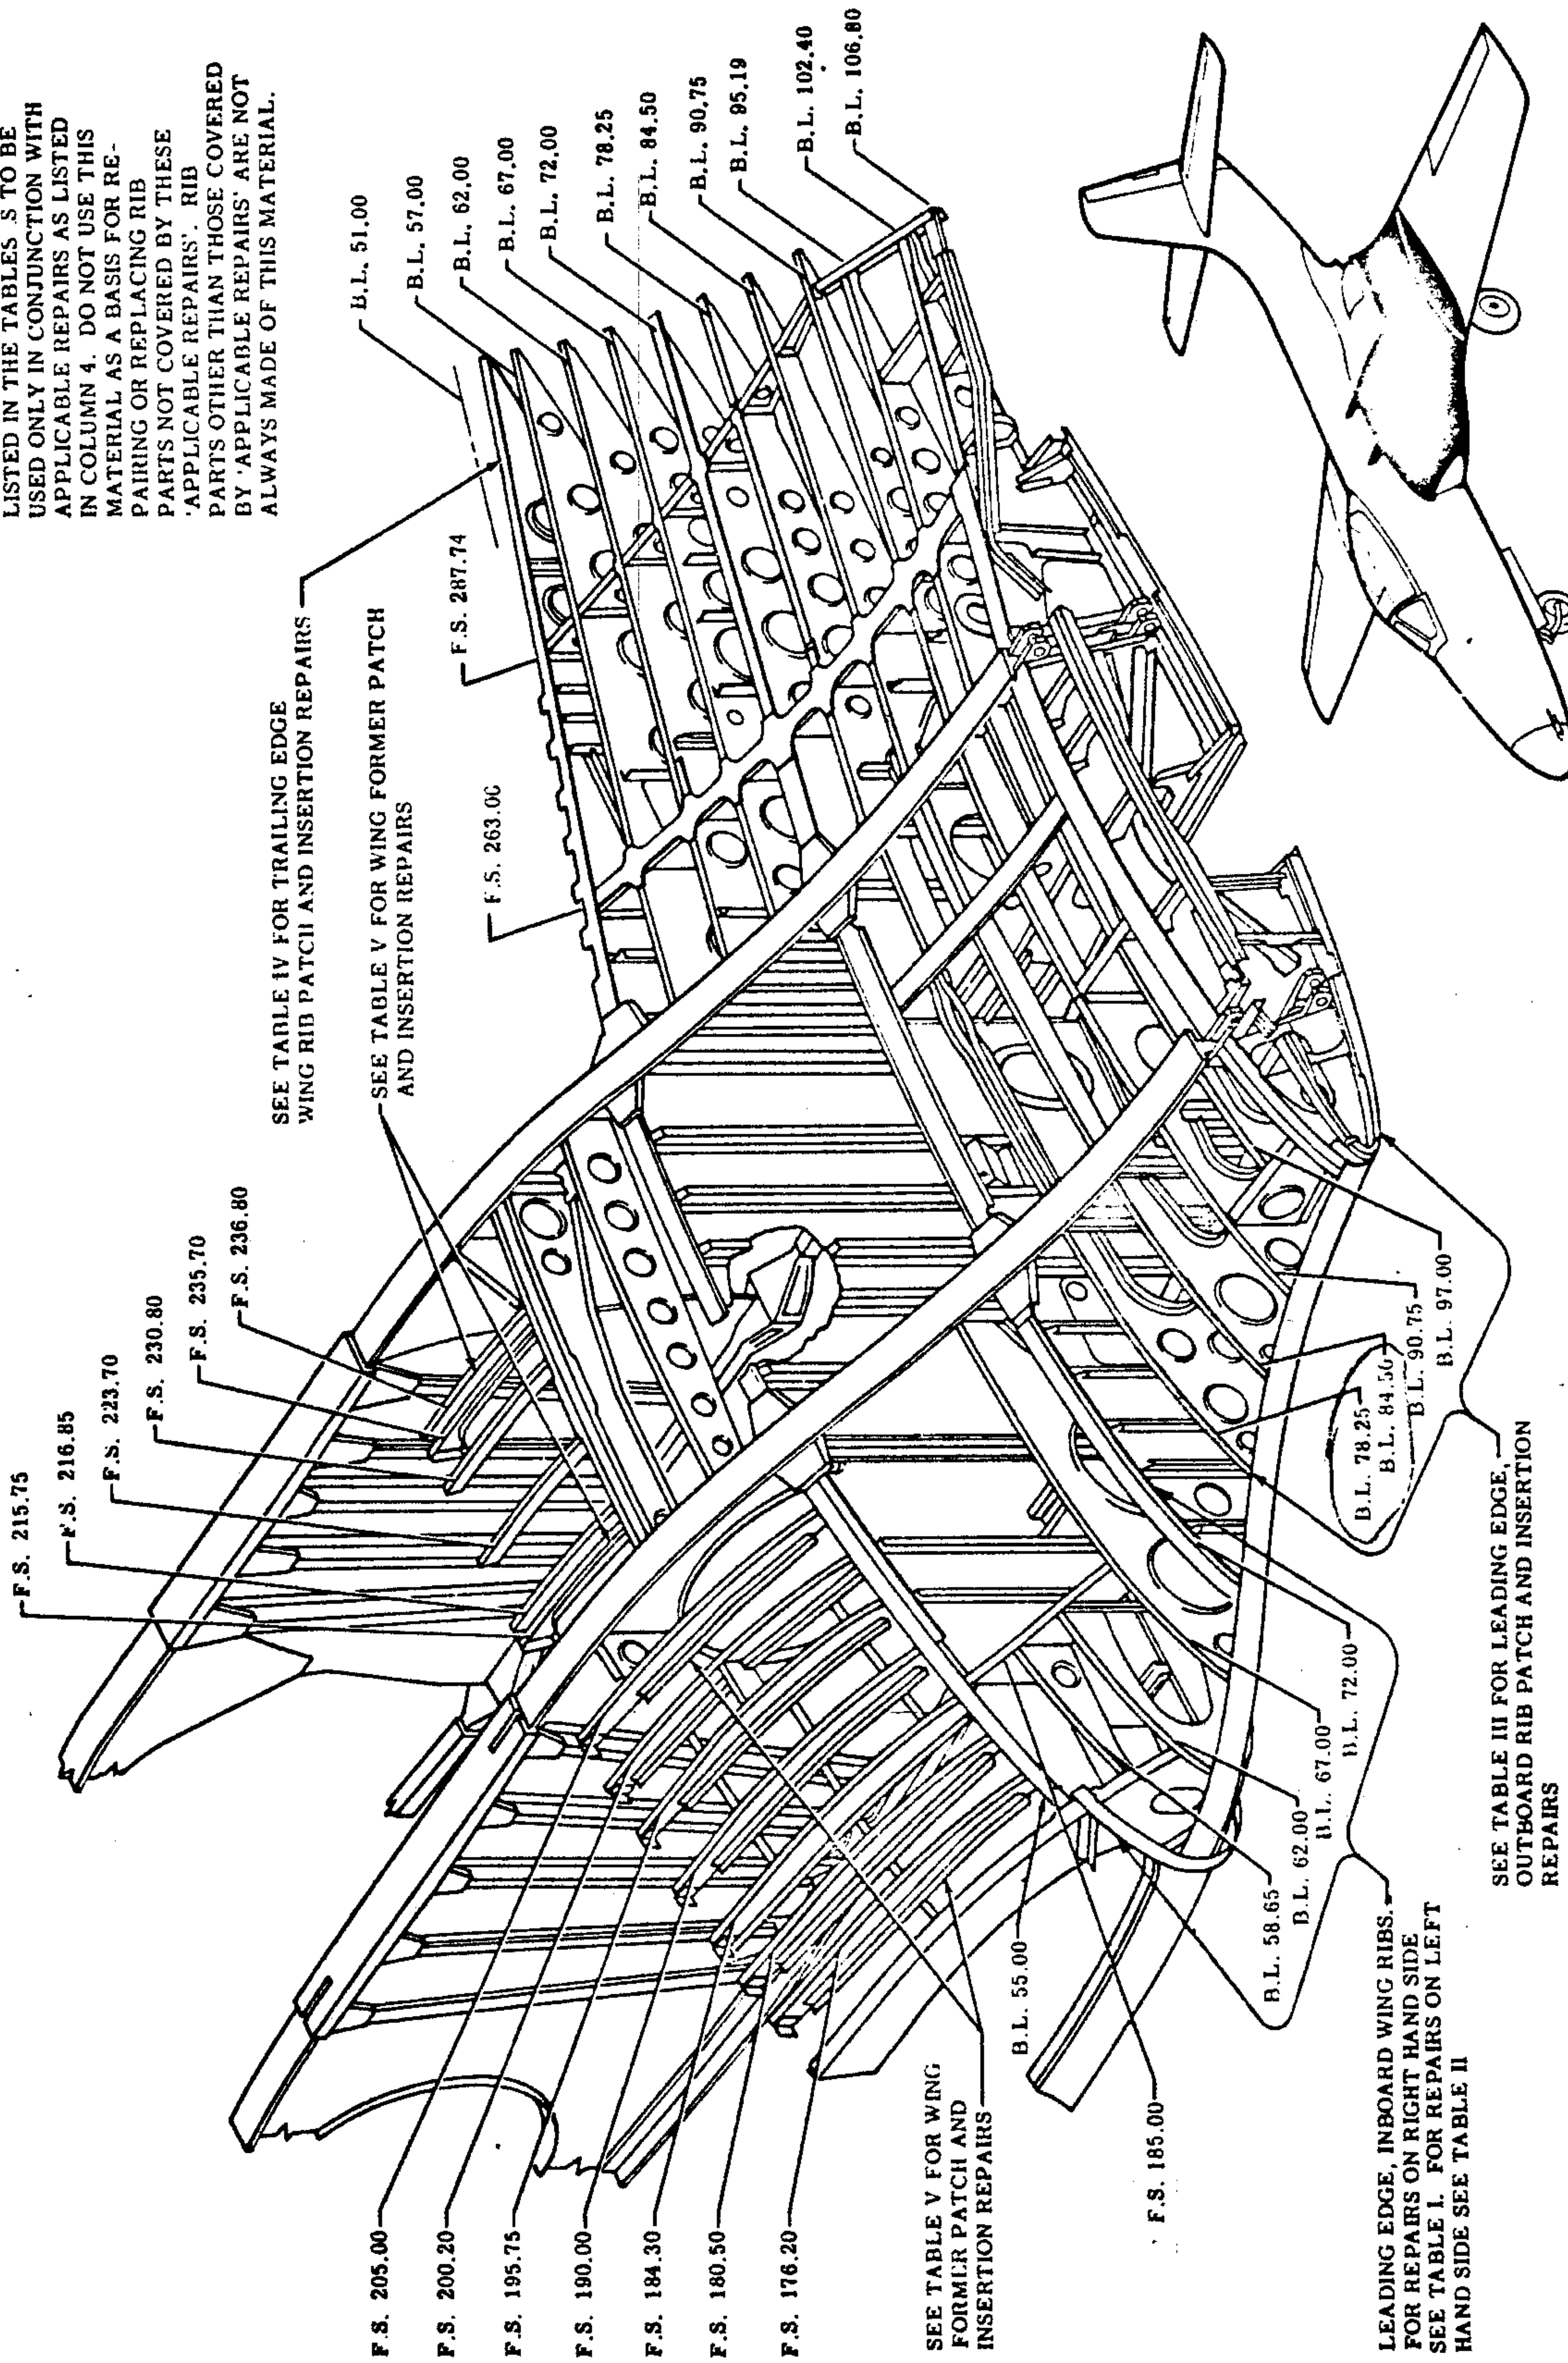 LISTED IN THE TABLES S TO BE
USED ONLY IN CONJUNCTION WITH
APPLICABLE REPAIRS AS LISTED
IN COLUMN 4. DO NOT USE THIS
MATERIAL AS A BASIS FOR RE-
PAIRING OR REPLACING RIB
PARTS NOT COVERED BY THESE
'APPLICABLE REPAIRS'. RIB
PARTS OTHER THAN THOSE COVERED
BY 'APPLICABLE REPAIRS' ARE NOT
ALWAYS MADE OF THIS MATERIAL.
B.L. 51.00
B.L. 57.00
B.L. 62.00
B.L. 67.00
B.L. 72.00
B.L. 78.25
B.L. 84.50
B.L. 90.75
B.L. 95.19
B.L. 102.40
B.L. 106.80
SEE TABLE IV FOR TRAILING EDGE
WING RIB PATCH AND INSERTION REPAIRS
SEE TABLE V FOR WING FORMER PATCH
AND INSERTION REPAIRS
F.S. 287.74
F.S. 263.00
F.S. 215.75
F.S. 216.85
F.S. 223.70
F.S. 230.80
F.S. 235.70
F.S. 236.80
F.S. 205.00
F.S. 200.20
F.S. 195.75
F.S. 190.00
F.S. 184.30
F.S. 180.50
F.S. 176.20
SEE TABLE V FOR WING
FORMER PATCH AND
INSERTION REPAIRS
B.L. 55.00
F.S. 185.00
B.L. 58.65
B.L. 62.00
B.L. 67.00
B.L. 72.00
B.L. 78.25
B.L. 84.50
B.L. 90.75
B.L. 97.00
LEADING EDGE, INBOARD WING RIBS.
FOR REPAIRS ON RIGHT HAND SIDE
SEE TABLE I. FOR REPAIRS ON LEFT
HAND SIDE SEE TABLE II
SEE TABLE III FOR LEADING EDGE,
OUTBOARD RIB PATCH AND INSERTION
REPAIRS